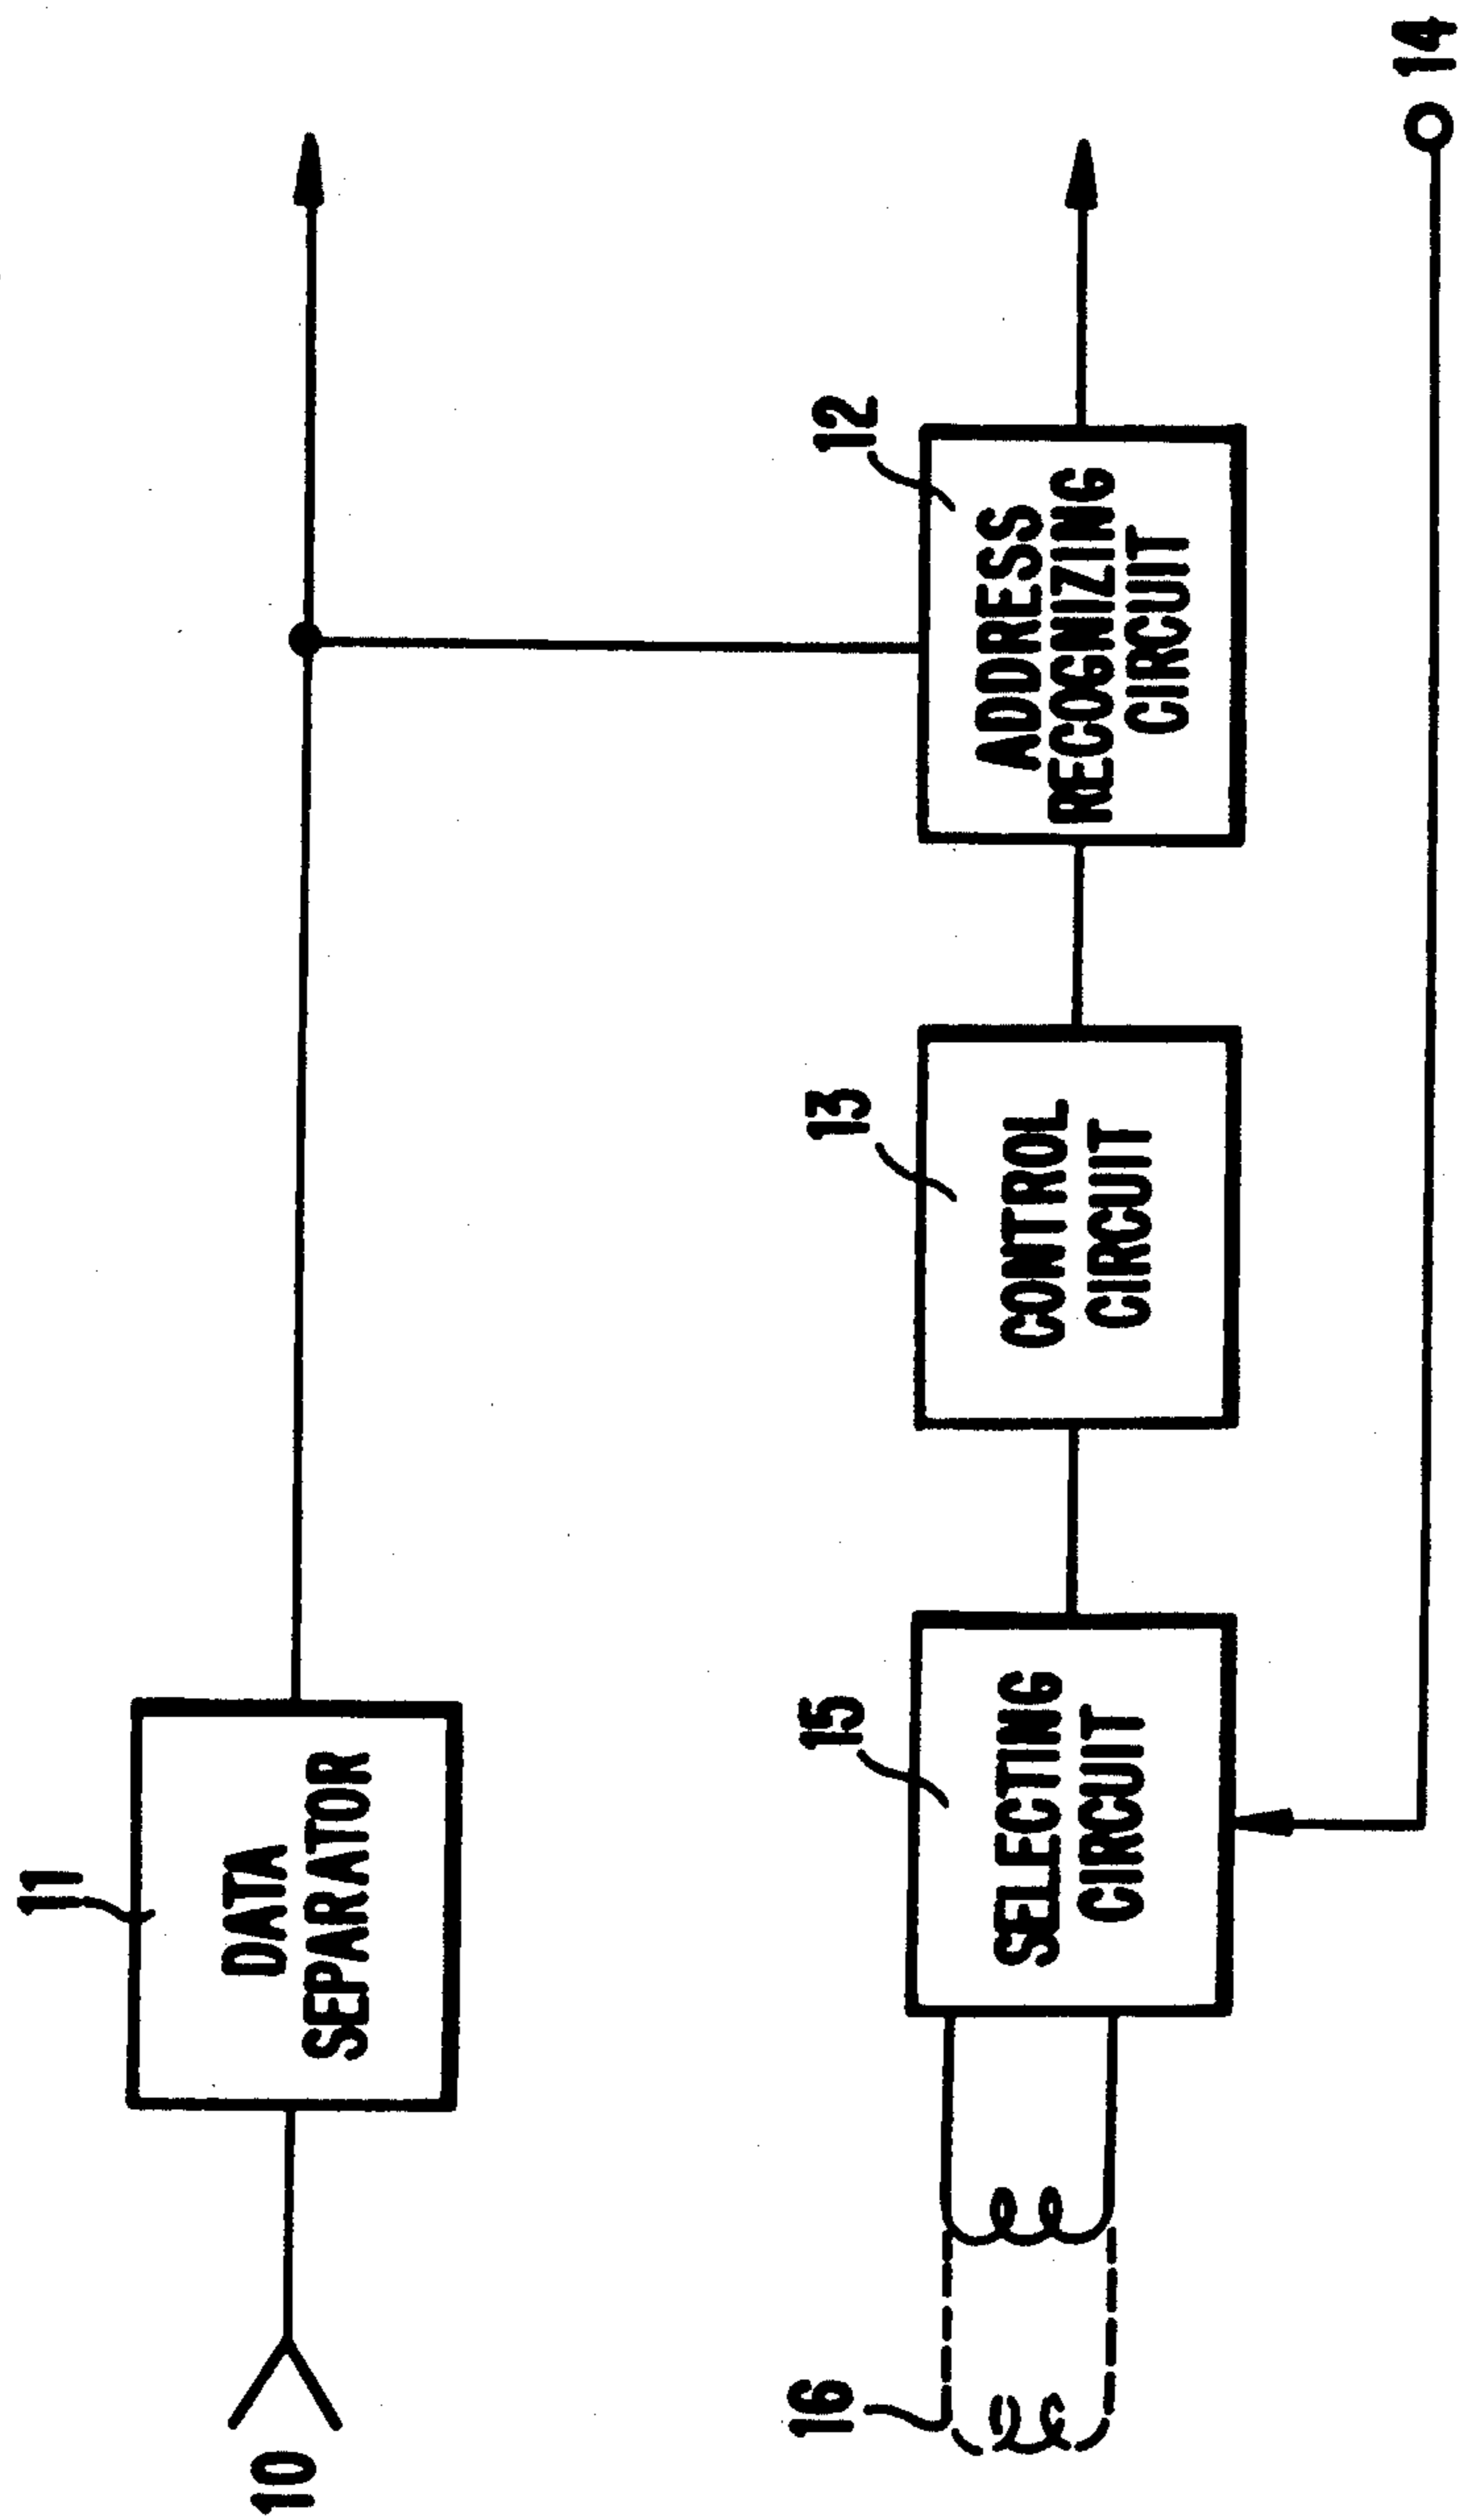 11
DATA
SEPARATOR
10
12
ADDRESS
RECOGNIZING
CIRCUIT
13
CONTROL
CIRCUIT
15
SELECTING
CIRCUIT
16
14